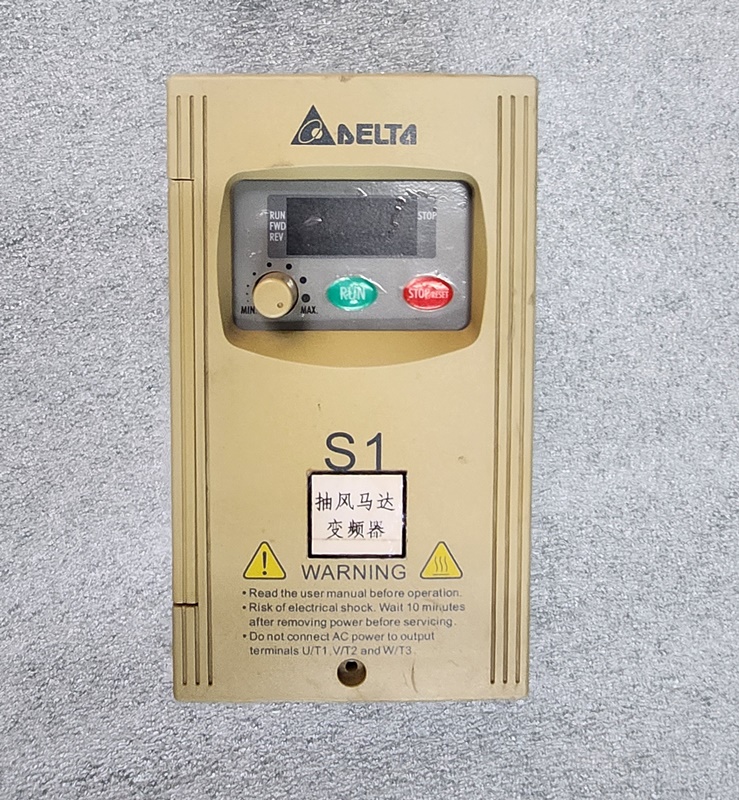 DELTA
RUN
FWD
REV
STOP
MIN.
MAX.
RUN
STOP/RESET
S1
抽风马达
变频器
WARNING
• Read the user manual before operation.
• Risk of electrical shock. Wait 10 minutes
after removing power before servicing.
• Do not connect AC power to output
terminals U/T1,V/T2 and W/T3.